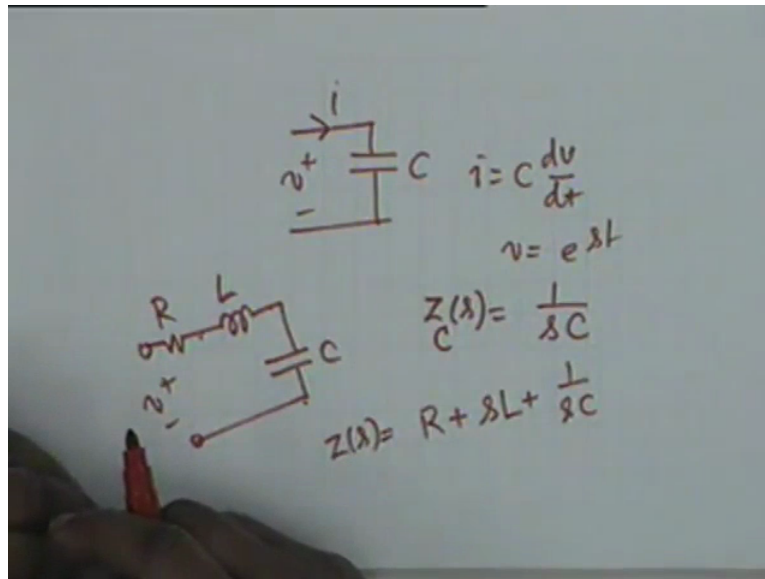 i
v + - C i = C dv/dt
v = e^st
Z_C(s) = 1/sC
R L
v + - C
Z(s) = R + sL + 1/sC